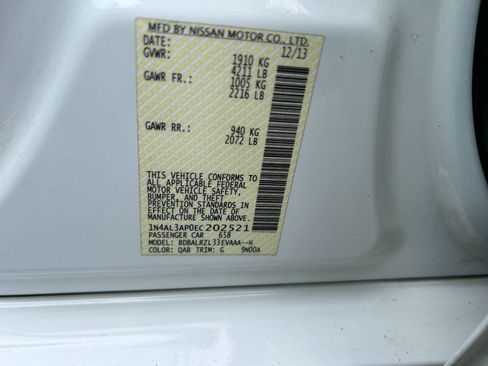 MFD BY NISSAN MOTOR CO., LTD.
DATE: 12/13
GVWR: 1910 KG
4211 LB
GAWR FR.: 1005 KG
2216 LB
GAWR RR.: 940 KG
2072 LB
THIS VEHICLE CONFORMS TO
ALL APPLICABLE FEDERAL
MOTOR VEHICLE SAFETY,
BUMPER, AND THEFT
PREVENTION STANDARDS IN
EFFECT ON THE DATE OF
MANUFACTURE SHOWN ABOVE.
1N4AL3AP0EC202521
PASSENGER CAR 658
MODEL: BDBALRZL33EVAAA--H
COLOR: QAB TRIM: G 9N00A